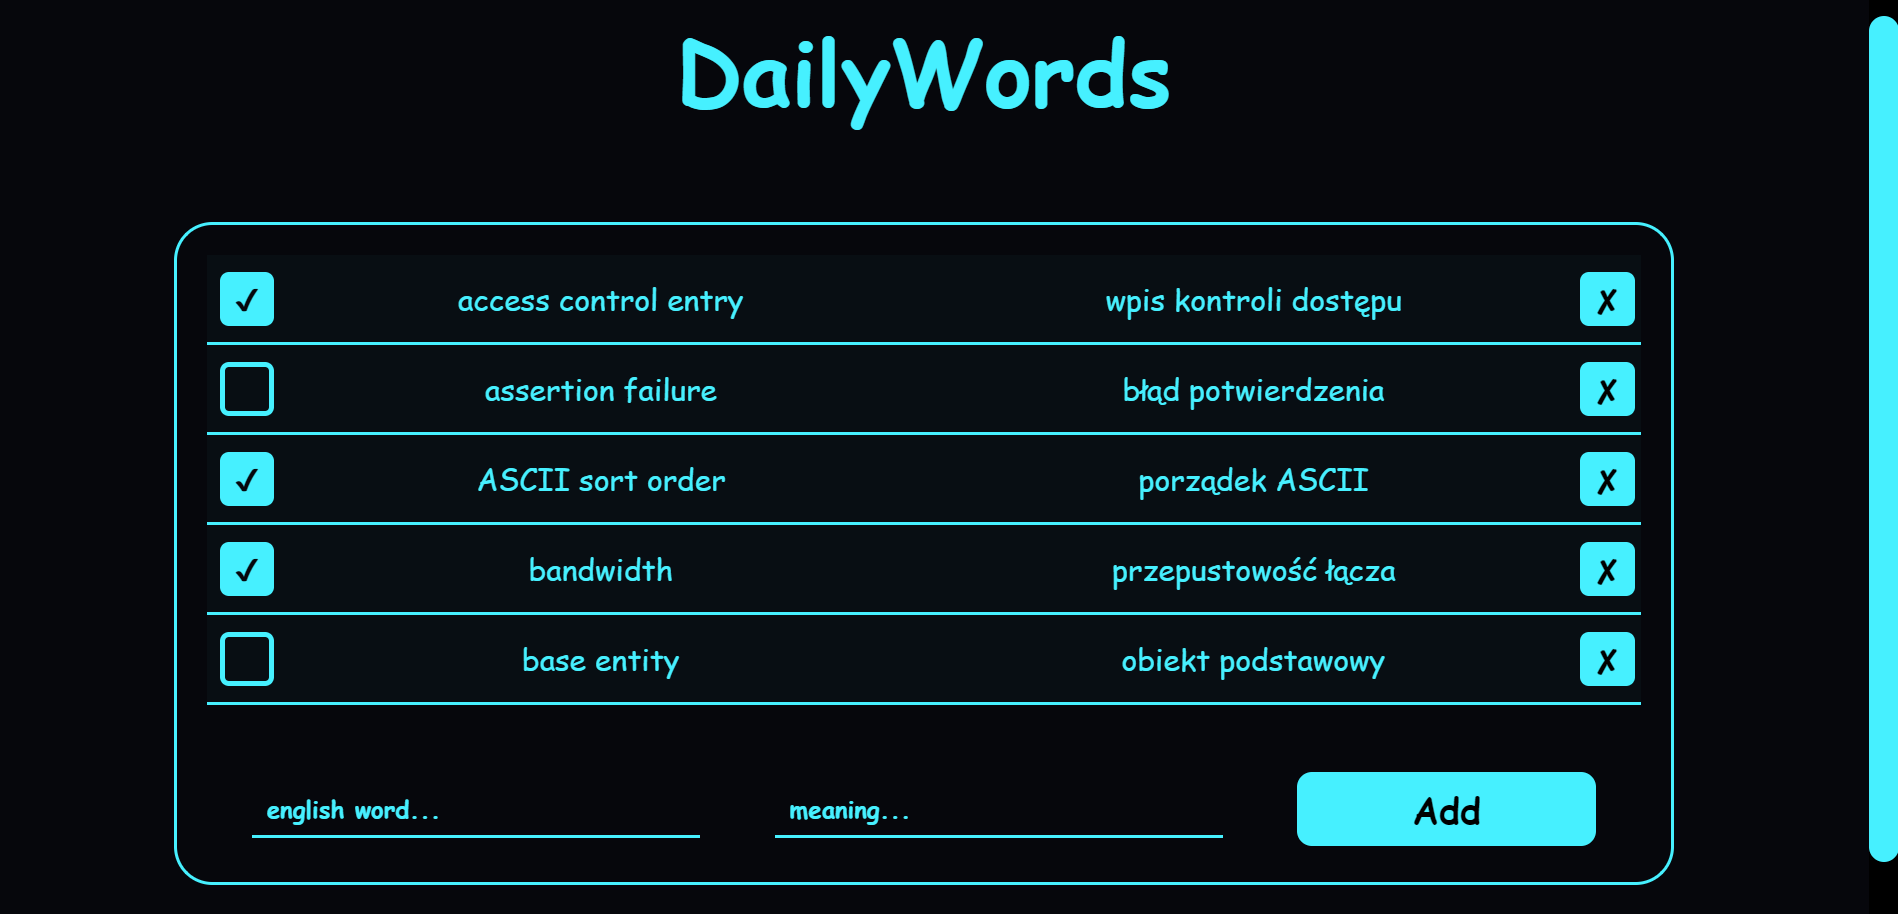 DailyWords
✓ access control entry wpis kontroli dostępu ✗
assertion failure błąd potwierdzenia ✗
✓ ASCII sort order porządek ASCII ✗
✓ bandwidth przepustowość łącza ✗
base entity obiekt podstawowy ✗
english word... meaning... Add